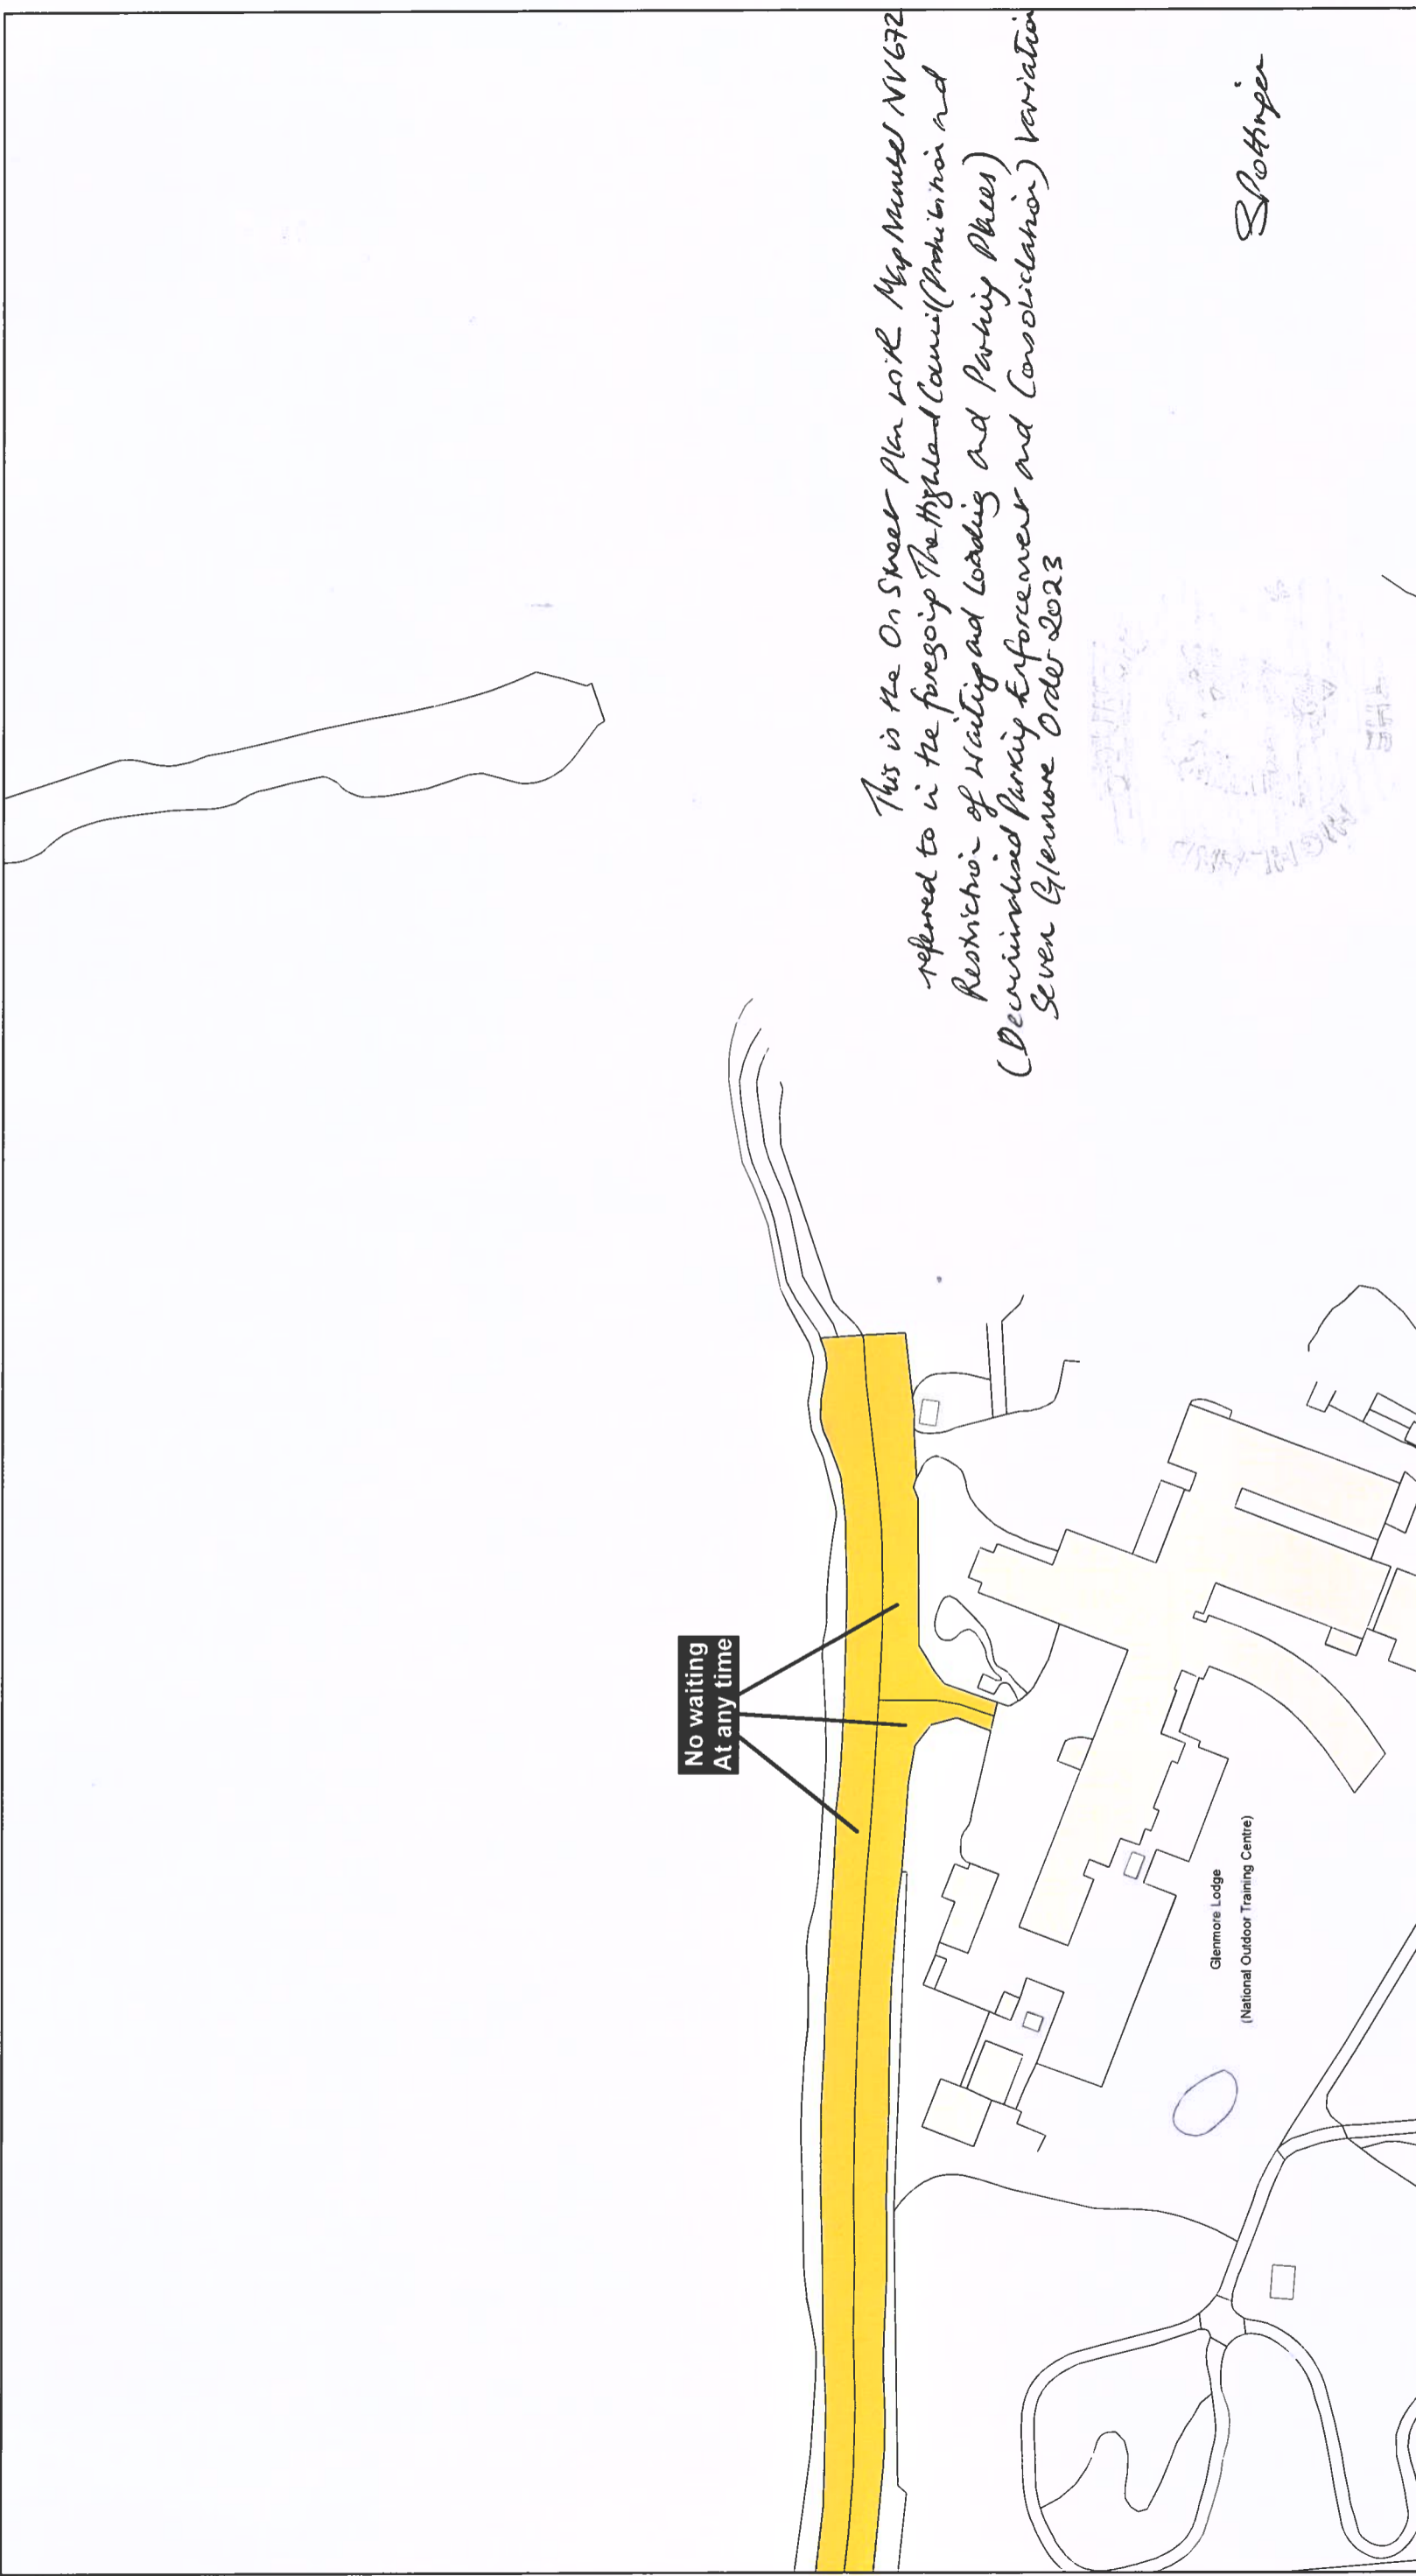 This is the On Street Plan with Map Number NV672
referred to in the foregoing The Highland Council (Prohibition and
Restriction of Waiting and Loading and Parking Places)
(Decriminalised Parking Enforcement and Consolidation) Variation
Seven Glenmore Order 2023
SPottinger
No waiting
At any time
Glenmore Lodge
(National Outdoor Training Centre)